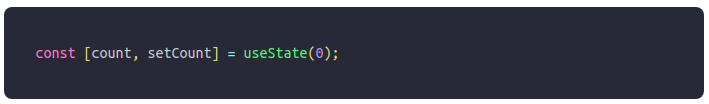 const [count, setCount] = useState(0);